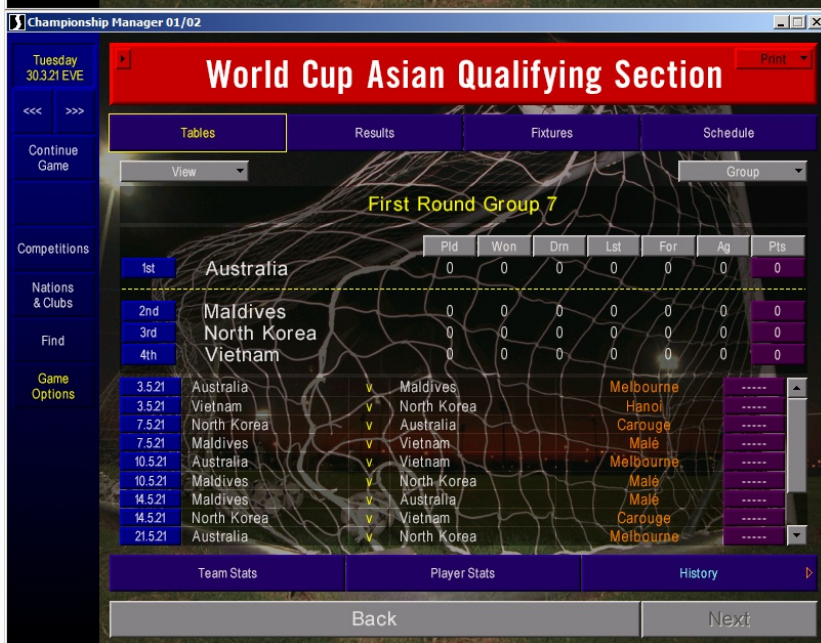 Championship Manager 01/02
Tuesday
30.3.21 EVE
World Cup Asian Qualifying Section
Print
<<< >>>
Tables Results Fixtures Schedule
Continue
Game
View Group
First Round Group 7
Competitions
Pld Won Drn Lst For Ag Pts
1st Australia 0 0 0 0 0 0 0
Nations
& Clubs
2nd Maldives 0 0 0 0 0 0 0
3rd North Korea 0 0 0 0 0 0 0
4th Vietnam 0 0 0 0 0 0 0
Find
Game
Options
3.5.21 Australia v Maldives Melbourne -----
3.5.21 Vietnam v North Korea Hanoi -----
7.5.21 North Korea v Australia Carouge -----
7.5.21 Maldives v Vietnam Malé -----
10.5.21 Australia v Vietnam Melbourne -----
10.5.21 Maldives v North Korea Malé -----
14.5.21 Maldives v Australia Malé -----
14.5.21 North Korea v Vietnam Carouge -----
21.5.21 Australia v North Korea Melbourne -----
Team Stats Player Stats History
Back Next